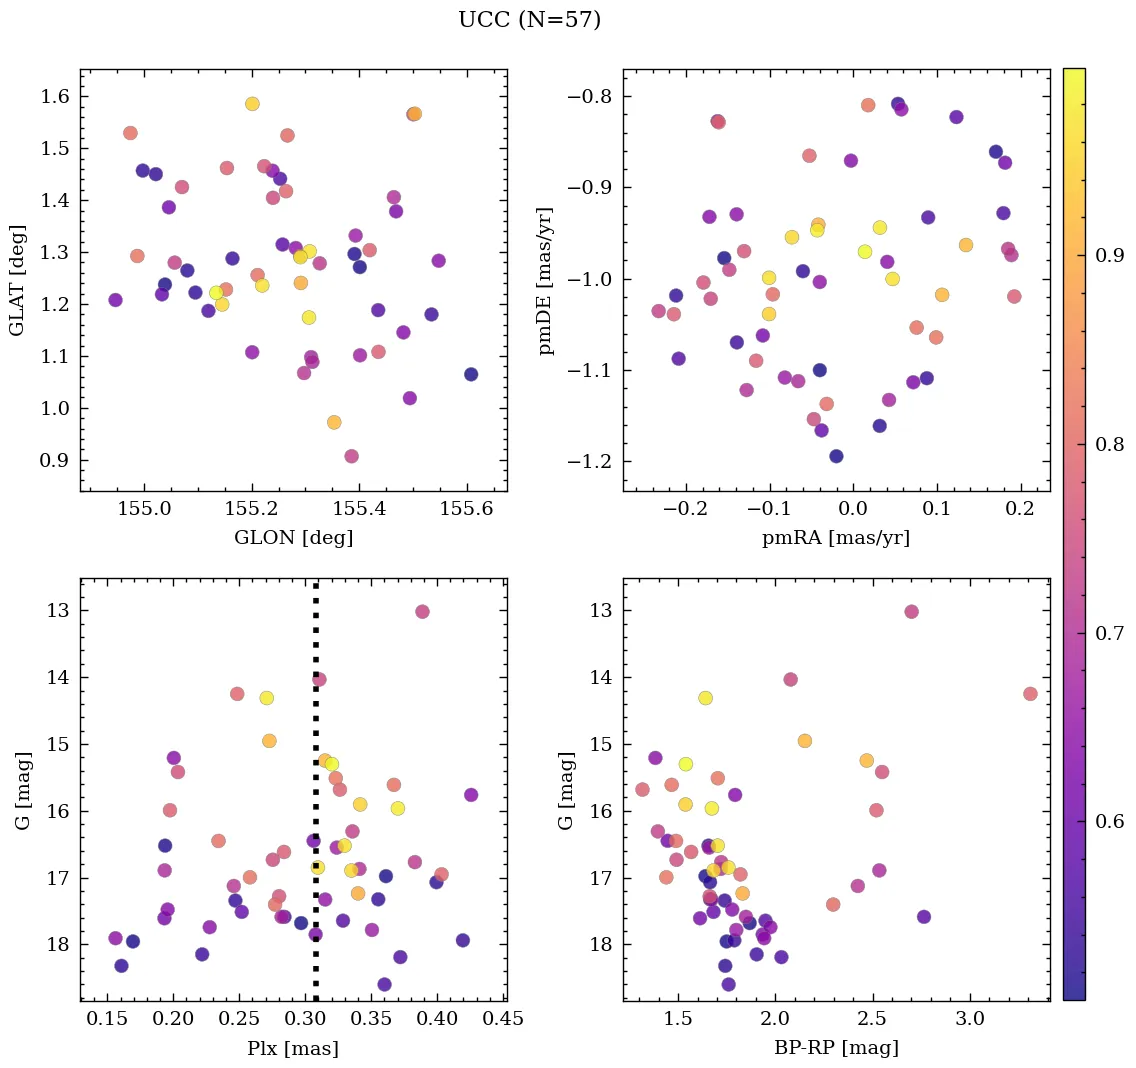 UCC (N=57)
1.6
1.5
1.4
1.3
1.2
1.1
1.0
0.9
GLAT [deg]
155.0 155.2 155.4 155.6
GLON [deg]
−0.8
−0.9
−1.0
−1.1
−1.2
pmDE [mas/yr]
−0.2 −0.1 0.0 0.1 0.2
pmRA [mas/yr]
0.9
0.8
0.7
0.6
13
14
15
16
17
18
G [mag]
0.15 0.20 0.25 0.30 0.35 0.40 0.45
Plx [mas]
13
14
15
16
17
18
G [mag]
1.5 2.0 2.5 3.0
BP-RP [mag]